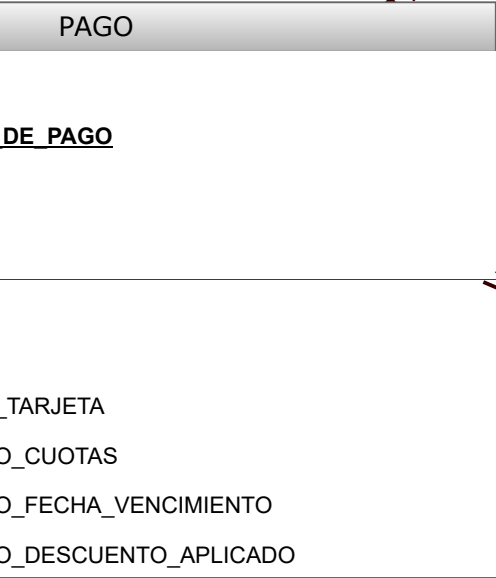 PAGO
_DE_PAGO
_TARJETA
O_CUOTAS
O_FECHA_VENCIMIENTO
O_DESCUENTO_APLICADO